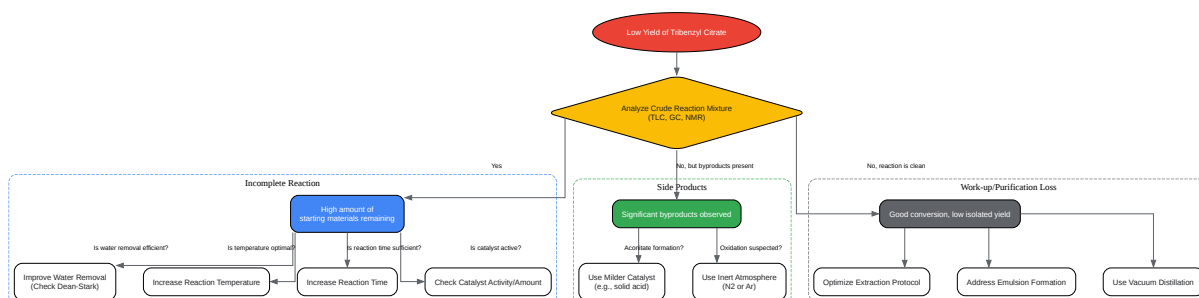 Low Yield of Tribenzyl Citrate
Analyze Crude Reaction Mixture
(TLC, GC, NMR)
Yes
No, but byproducts present
No, reaction is clean
Incomplete Reaction
Side Products
Work-up/Purification Loss
High amount of
starting materials remaining
Significant byproducts observed
Good conversion, low isolated yield
Is water removal efficient?
Is temperature optimal?
Is reaction time sufficient?
Is catalyst active?
Aconitate formation?
Oxidation suspected?
Improve Water Removal
(Check Dean-Stark)
Increase Reaction Temperature
Increase Reaction Time
Check Catalyst Activity/Amount
Use Milder Catalyst
(e.g., solid acid)
Use Inert Atmosphere
(N2 or Ar)
Optimize Extraction Protocol
Address Emulsion Formation
Use Vacuum Distillation